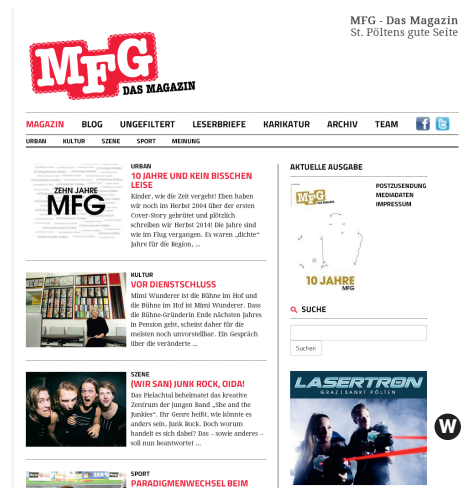 MFG - Das Magazin
St. Pöltens gute Seite
MFG
DAS MAGAZIN
MAGAZIN BLOG UNGEFILTERT LESERBRIEFE KARIKATUR ARCHIV TEAM
URBAN KULTUR SZENE SPORT MEINUNG
ZEHN JAHRE
MFG
URBAN
10 JAHRE UND KEIN BISSCHEN
LEISE
Kinder, wie die Zeit vergeht! Eben haben
wir noch im Herbst 2004 über der ersten
Cover-Story gebrütet und plötzlich
schreiben wir Herbst 2014! Die Jahre sind
wie im Flug vergangen. Es waren „dichte“
Jahre für die Region, ...
KULTUR
VOR DIENSTSCHLUSS
Mimi Wunderer ist die Bühne im Hof und
die Bühne im Hof ist Mimi Wunderer. Dass
die Bühne-Gründerin Ende nächsten Jahres
in Pension geht, scheint daher für die
meisten noch unvorstellbar. Ein Gespräch
über die veränderte ...
SZENE
(WIR SAN) JUNK ROCK, OIDA!
Das Pielachtal beheimatet das kreative
Zentrum der jungen Band „She and the
Junkies“. Ihr Genre heißt, wie könnte es
anders sein, Junk Rock. Doch worum
handelt es sich dabei? Das – sowie anderes –
soll nun beantwortet ...
SPORT
PARADIGMENWECHSEL BEIM
AKTUELLE AUSGABE
MFG
10 JAHRE
MFG
POSTZUSENDUNG
MEDIADATEN
IMPRESSUM
SUCHE
Suchen
LASERTRON
GRAZ | SANKT PÖLTEN
W